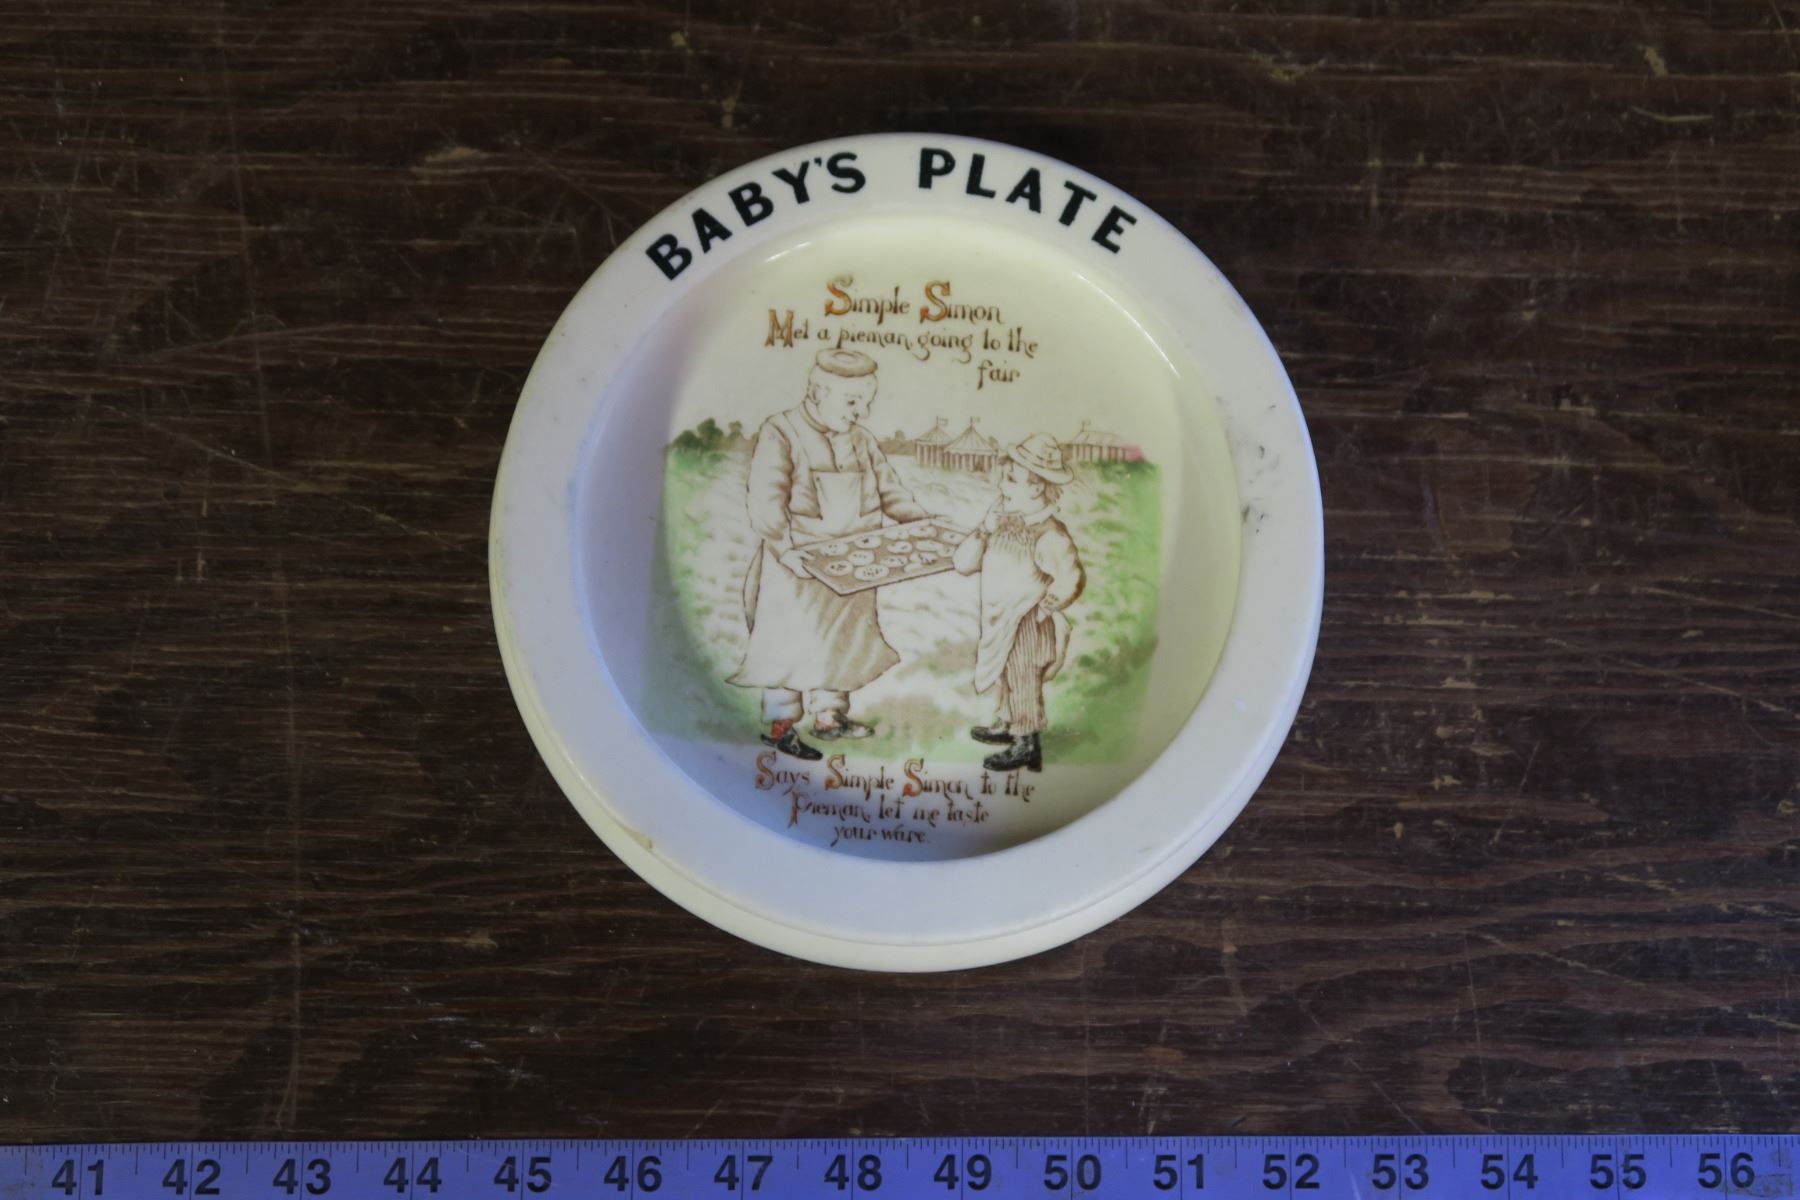 BABY'S PLATE
Simple Simon
Met a pieman, going to the
fair
Says Simple Simon to the
Pieman, let me taste
your ware.
41 42 43 44 45 46 47 48 49 50 51 52 53 54 55 56